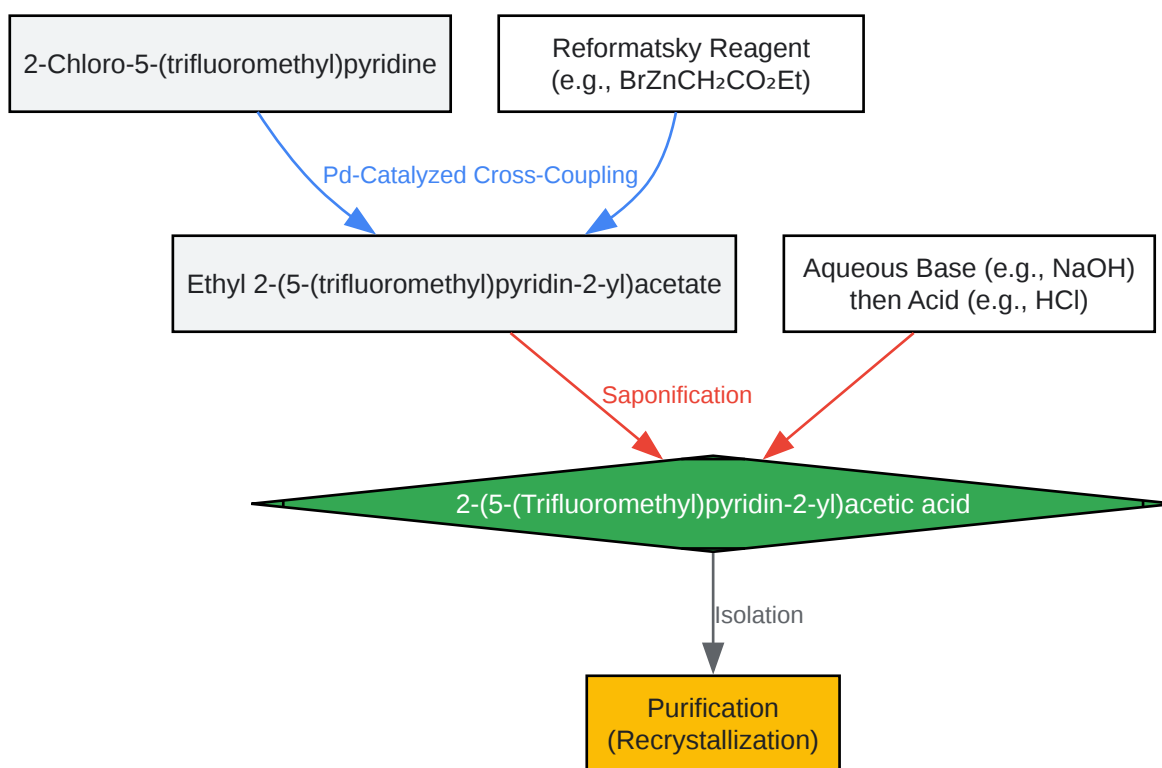 2-Chloro-5-(trifluoromethyl)pyridine
Reformatsky Reagent
(e.g., BrZnCH₂CO₂Et)
Pd-Catalyzed Cross-Coupling
Ethyl 2-(5-(trifluoromethyl)pyridin-2-yl)acetate
Aqueous Base (e.g., NaOH)
then Acid (e.g., HCl)
Saponification
2-(5-(Trifluoromethyl)pyridin-2-yl)acetic acid
Isolation
Purification
(Recrystallization)